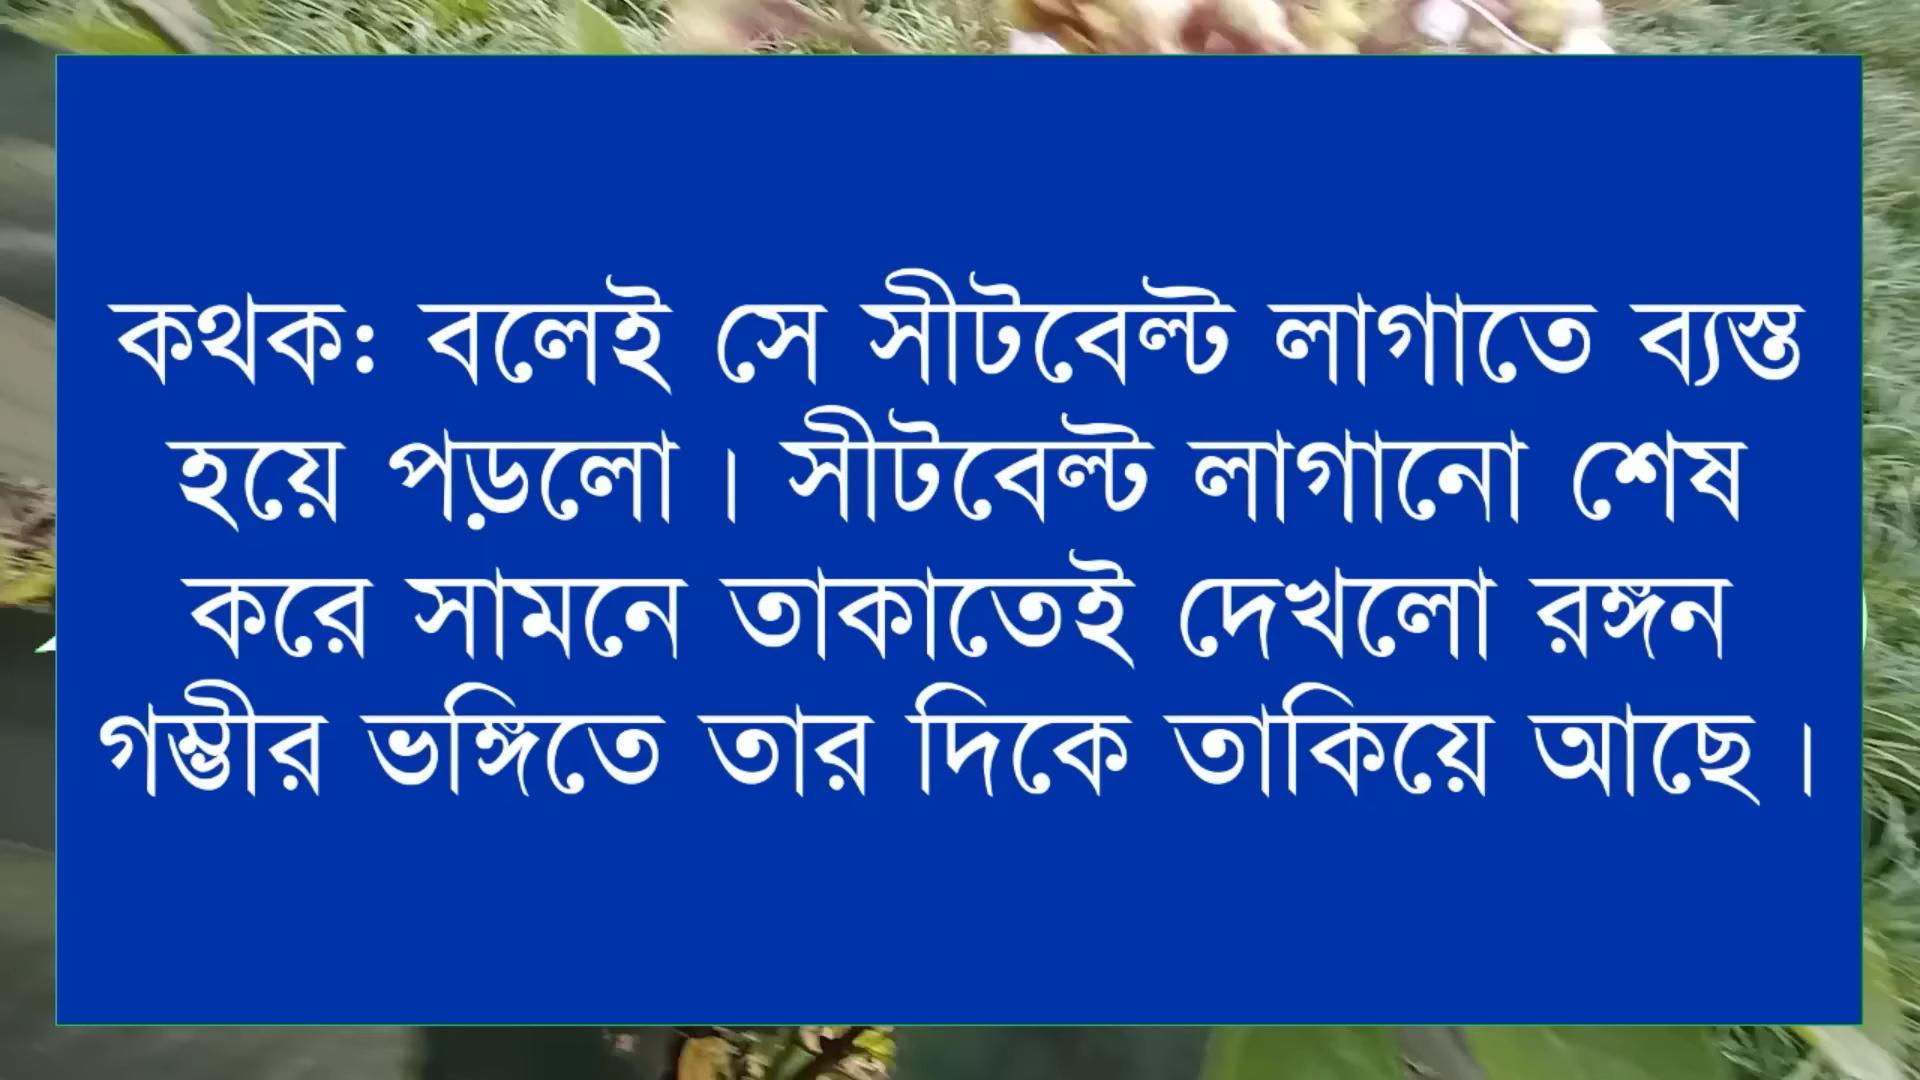 কথক: বলেই সে সীটবেল্ট লাগাতে ব্যস্ত
হয়ে পড়লো। সীটবেল্ট লাগানো শেষ
করে সামনে তাকাতেই দেখলো রঙ্গন
গম্ভীর ভঙ্গিতে তার দিকে তাকিয়ে আছে।